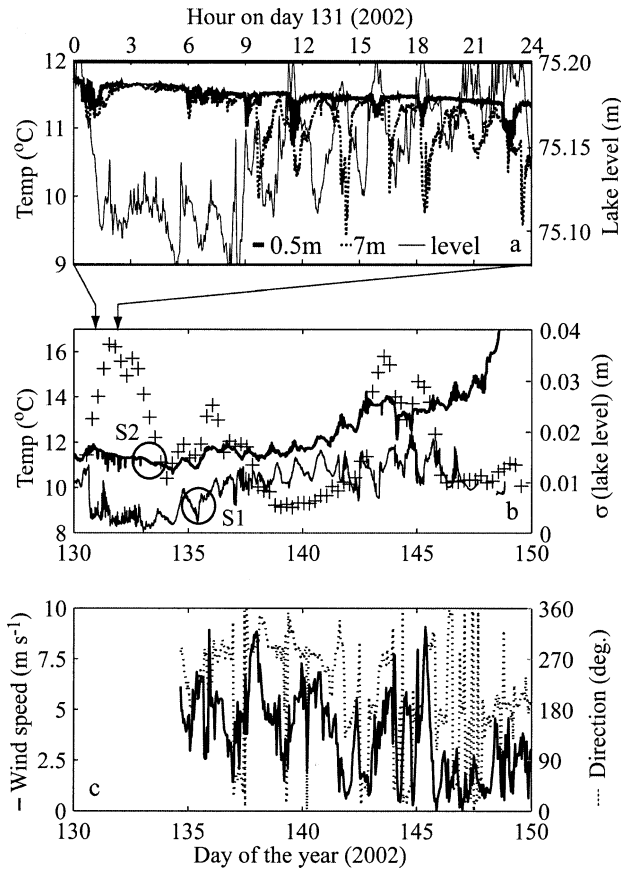 Hour on day 131 (2002)
0 3 6 9 12 15 18 21 24
12 11 10 9
Temp (°C)
75.20 75.15 75.10
Lake level (m)
0.5m 7m level a
16 14 12 10 8
Temp (°C)
S2
S1
b
0.04 0.03 0.02 0.01 0
σ (lake level) (m)
130 135 140 145 150
10 7.5 5 2.5 0
Wind speed (m s-1)
c
360 270 180 90 0
Direction (deg.)
130 135 140 145 150
Day of the year (2002)